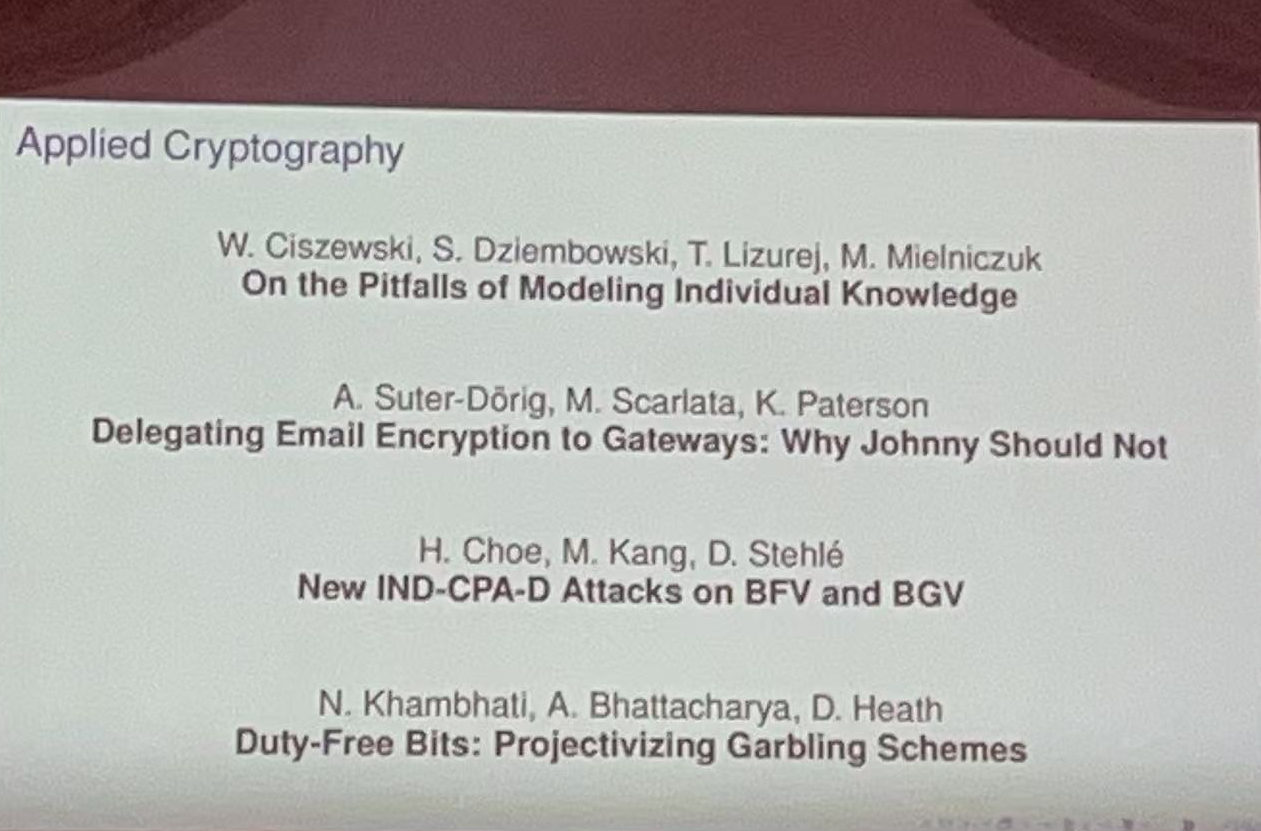 Applied Cryptography
W. Ciszewski, S. Dziembowski, T. Lizurej, M. Mielniczuk
On the Pitfalls of Modeling Individual Knowledge
A. Suter-Dörig, M. Scarlata, K. Paterson
Delegating Email Encryption to Gateways: Why Johnny Should Not
H. Choe, M. Kang, D. Stehlé
New IND-CPA-D Attacks on BFV and BGV
N. Khambhati, A. Bhattacharya, D. Heath
Duty-Free Bits: Projectivizing Garbling Schemes